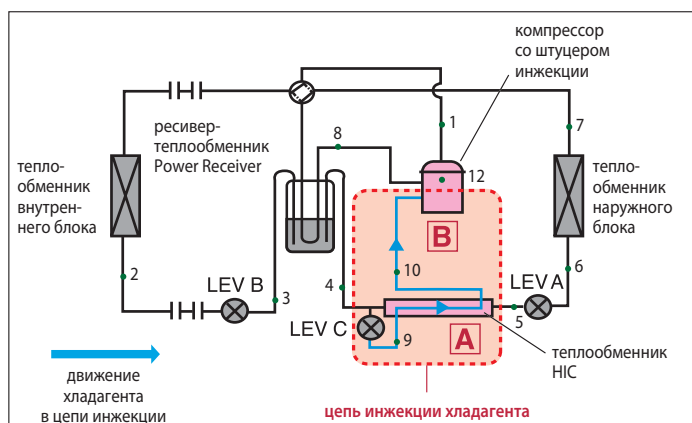 компрессор
со штуцером
инжекции
1
7
ресивер-
теплообменник
Power Receiver
8
12
тепло-
обменник
внутрен-
него блока
тепло-
обменник
наружного
блока
B
2
LEV B
3
4
10
LEV A
6
LEV C
9
A
5
теплообменник
HIC
движение
хладагента
в цепи инжекции
цепь инжекции хладагента